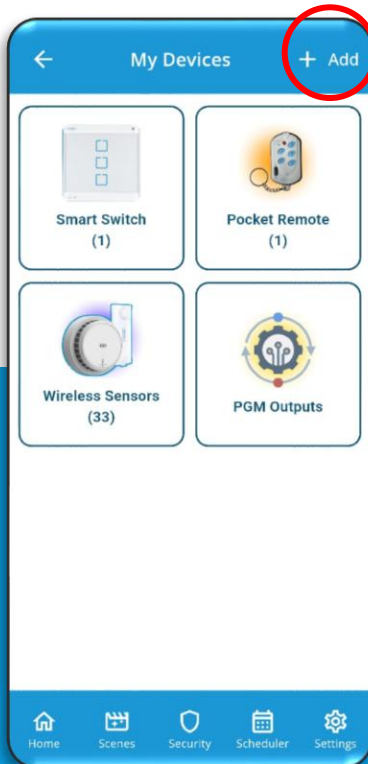 My Devices
+ Add
Smart Switch
(1)
Pocket Remote
(1)
Wireless Sensors
(33)
PGM Outputs
Home
Scenes
Security
Scheduler
Settings